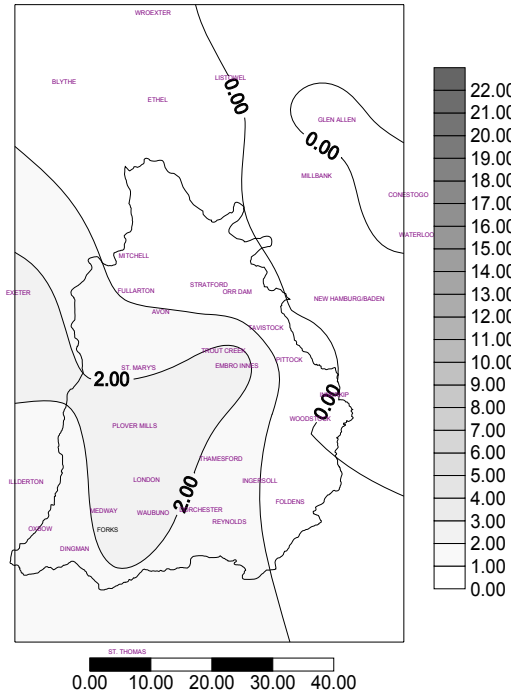 WROEXTER
BLYTHE
LISTOWEL
ETHEL
0.00
GLEN ALLEN
0.00
MILLBANK
CONESTOGO
WATERLOO
MITCHELL
EXETER
FULLARTON
STRATFORD
ORR DAM
NEW HAMBURG/BADEN
AVON
TAVISTOCK
TROUT CREEK
PITTOCK
ST. MARY'S
EMBRO INNES
2.00
0.00
WOODSTOCK
PLOVER MILLS
THAMESFORD
ILLDERTON
LONDON
INGERSOLL
2.00
FOLDENS
MEDWAY
WAUBUNO
DORCHESTER
REYNOLDS
OXBOW
FORKS
DINGMAN
ST. THOMAS
0.00 10.00 20.00 30.00 40.00
22.00
21.00
20.00
19.00
18.00
17.00
16.00
15.00
14.00
13.00
12.00
11.00
10.00
9.00
8.00
7.00
6.00
5.00
4.00
3.00
2.00
1.00
0.00